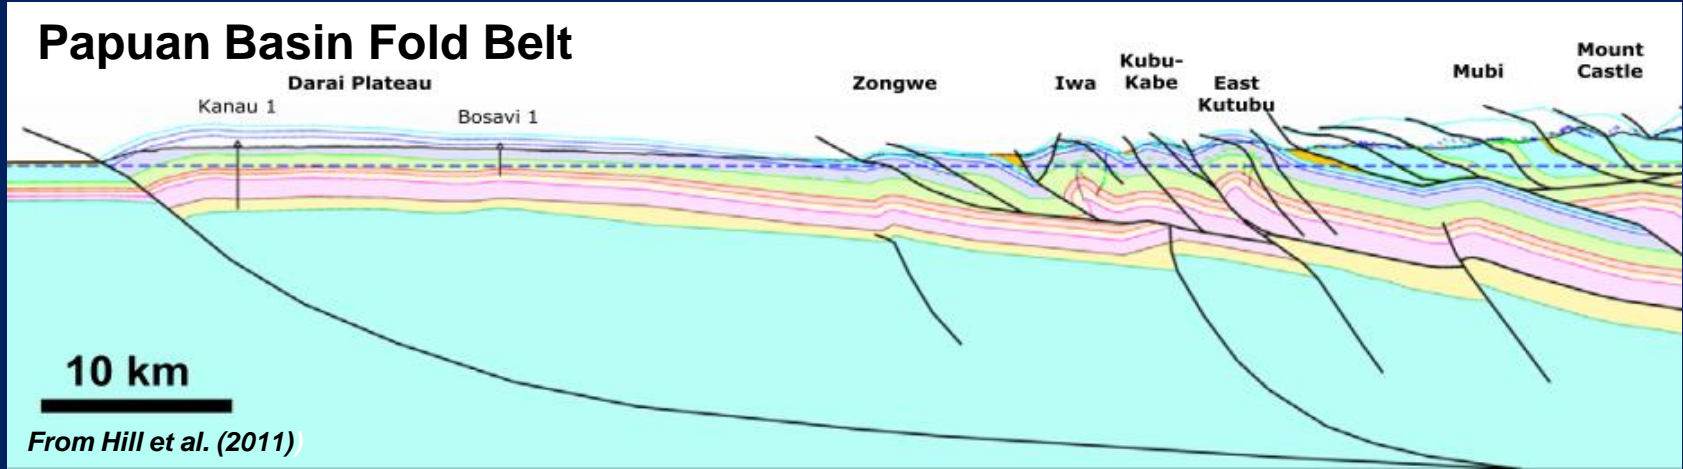 Papuan Basin Fold Belt
Darai Plateau
Kanau 1
Bosavi 1
Zongwe
Iwa
Kubu-
Kabe
East
Kutubu
Mubi
Mount
Castle
10 km
From Hill et al. (2011))